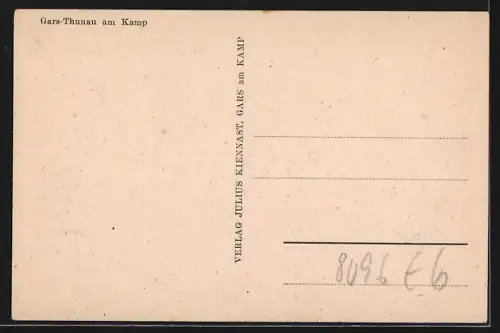 Gars-Thunau am Kamp
VERLAG JULIUS KIENNAST, GARS am KAMP
8096 E6